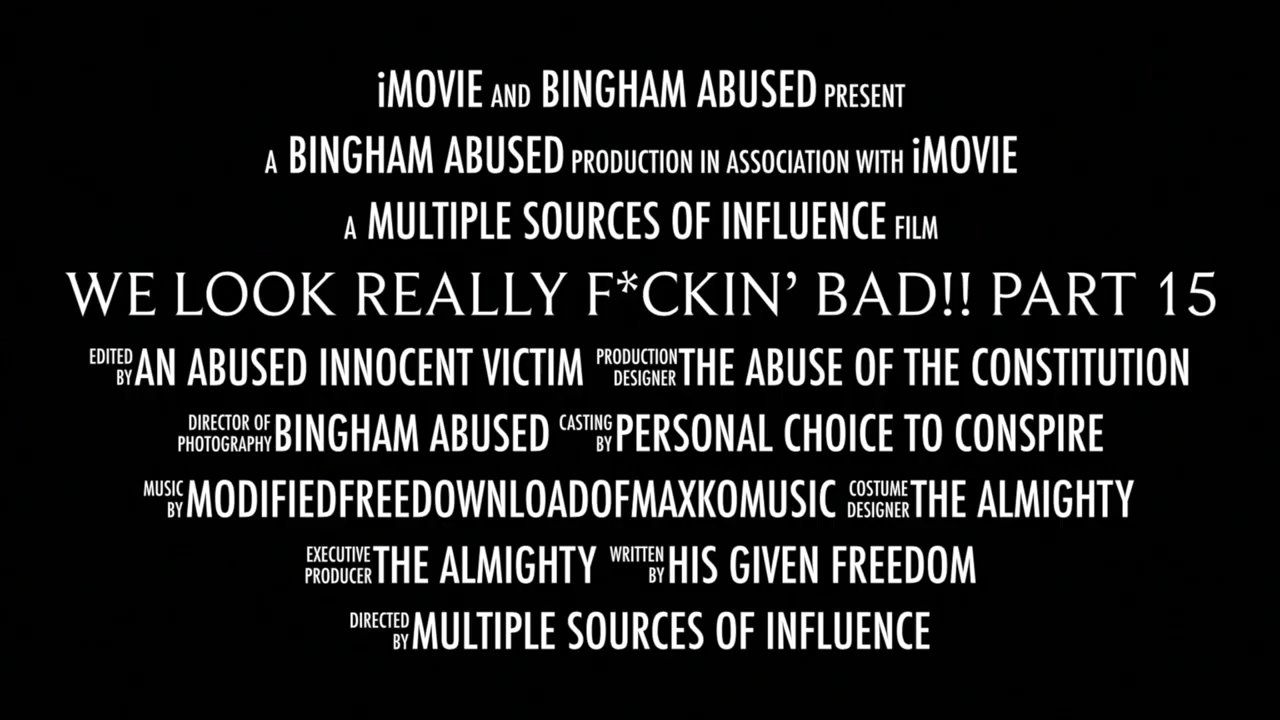 iMOVIE AND BINGHAM ABUSED PRESENT
A BINGHAM ABUSED PRODUCTION IN ASSOCIATION WITH iMOVIE
A MULTIPLE SOURCES OF INFLUENCE FILM
WE LOOK REALLY F*CKIN’ BAD!! PART 15
EDITED BY AN ABUSED INNOCENT VICTIM PRODUCTION DESIGNER THE ABUSE OF THE CONSTITUTION
DIRECTOR OF PHOTOGRAPHY BINGHAM ABUSED CASTING BY PERSONAL CHOICE TO CONSPIRE
MUSIC BY MODIFIEDFREEDOWNLOADOFMAXKOMUSIC COSTUME DESIGNER THE ALMIGHTY
EXECUTIVE PRODUCER THE ALMIGHTY WRITTEN BY HIS GIVEN FREEDOM
DIRECTED BY MULTIPLE SOURCES OF INFLUENCE